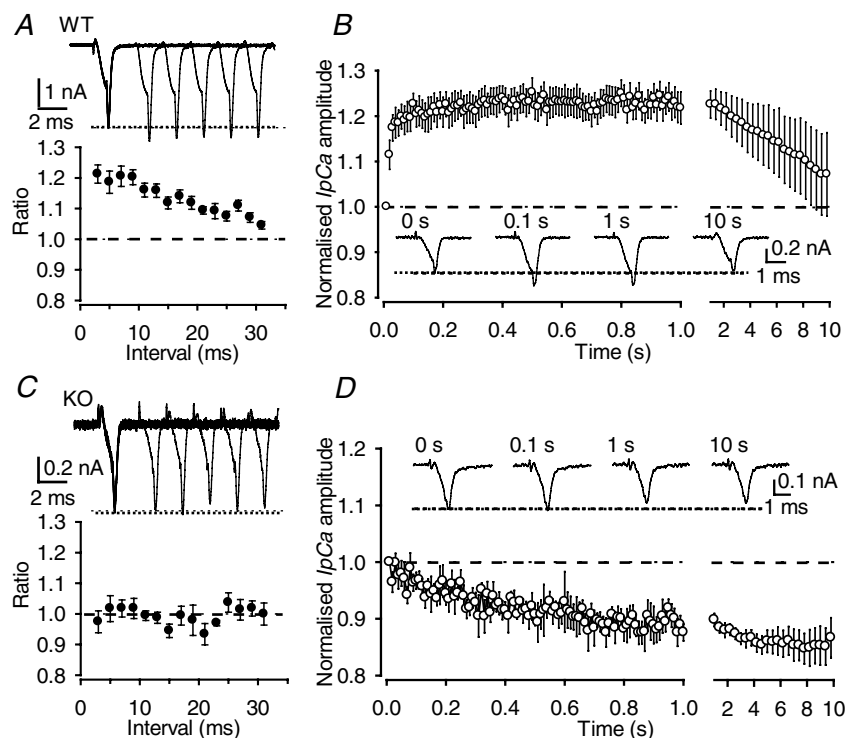 A
WT
1 nA
2 ms
Ratio
1.3
1.2
1.1
1.0
0.9
0.8
0 10 20 30
Interval (ms)
B
Normalised IpCa amplitude
1.3
1.2
1.1
1.0
0.9
0.8
0 s 0.1 s 1 s 10 s
0.2 nA
1 ms
0.0 0.2 0.4 0.6 0.8 1.0 2 4 6 8 10
Time (s)
C
KO
0.2 nA
2 ms
Ratio
1.3
1.2
1.1
1.0
0.9
0.8
0 10 20 30
Interval (ms)
D
Normalised IpCa amplitude
1.2
1.1
1.0
0.9
0.8
0 s 0.1 s 1 s 10 s
0.1 nA
1 ms
0.0 0.2 0.4 0.6 0.8 1.0 2 4 6 8 10
Time (s)